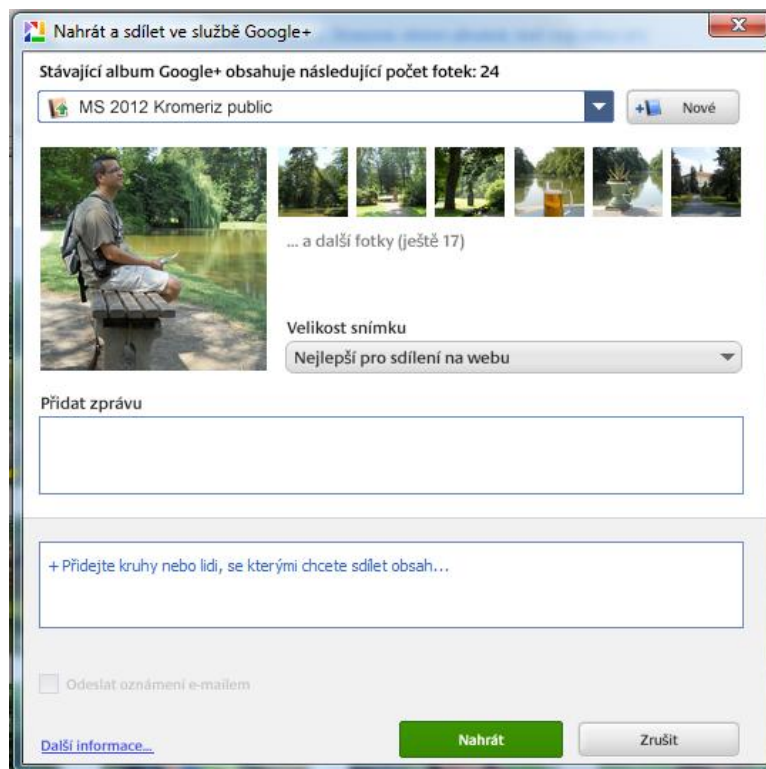 Nahrát a sdílet ve službě Google+
Stávající album Google+ obsahuje následující počet fotek: 24
MS 2012 Kromeriz public
Nové
... a další fotky (ještě 17)
Velikost snímku
Nejlepší pro sdílení na webu
Přidat zprávu
+ Přidejte kruhy nebo lidi, se kterými chcete sdílet obsah...
Odeslat oznámení e-mailem
Další informace...
Nahrát
Zrušit